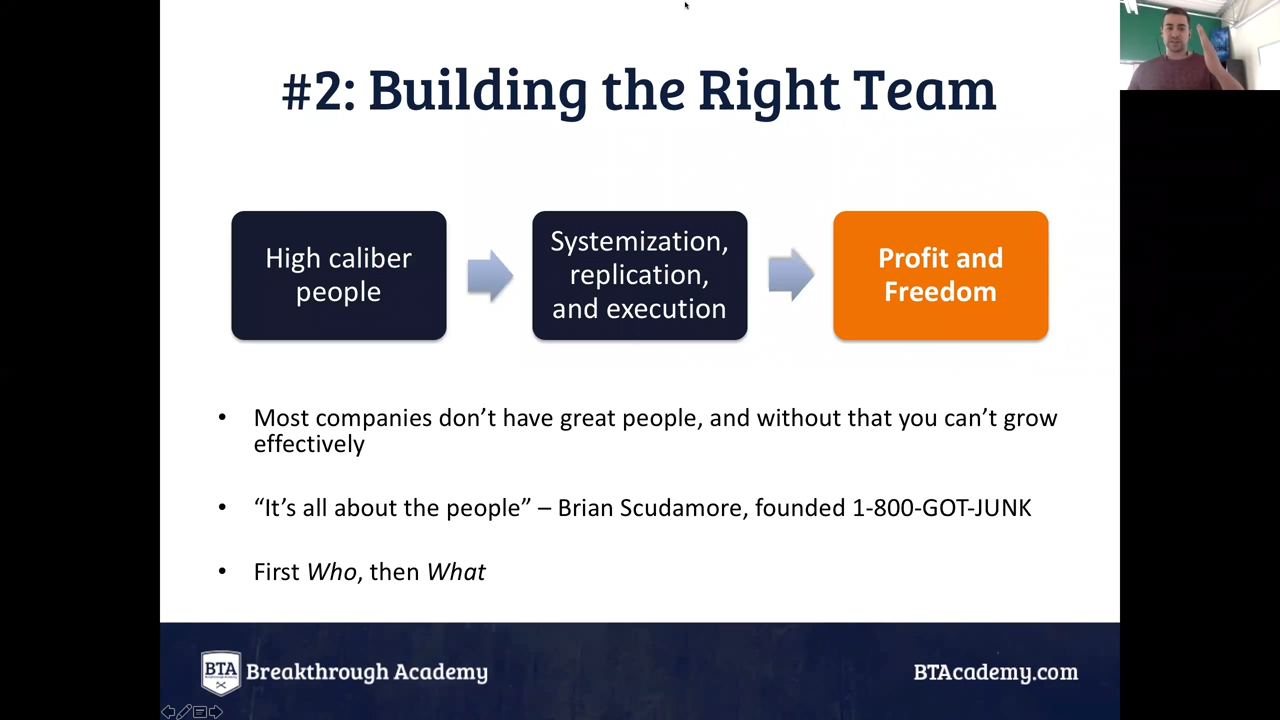 #2: Building the Right Team
High caliber
people
Systemization,
replication,
and execution
Profit and
Freedom
• Most companies don’t have great people, and without that you can’t grow
effectively
• “It’s all about the people” – Brian Scudamore, founded 1-800-GOT-JUNK
• First Who, then What
BTA
Breakthrough Academy
BTAcademy.com